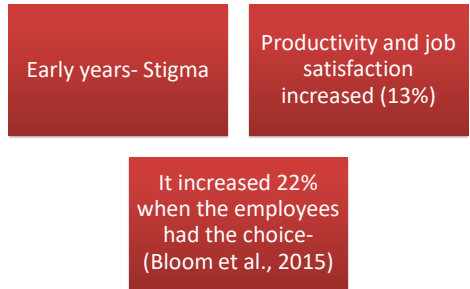 Early years- Stigma
Productivity and job
satisfaction
increased (13%)
It increased 22%
when the employees
had the choice-
(Bloom et al., 2015)